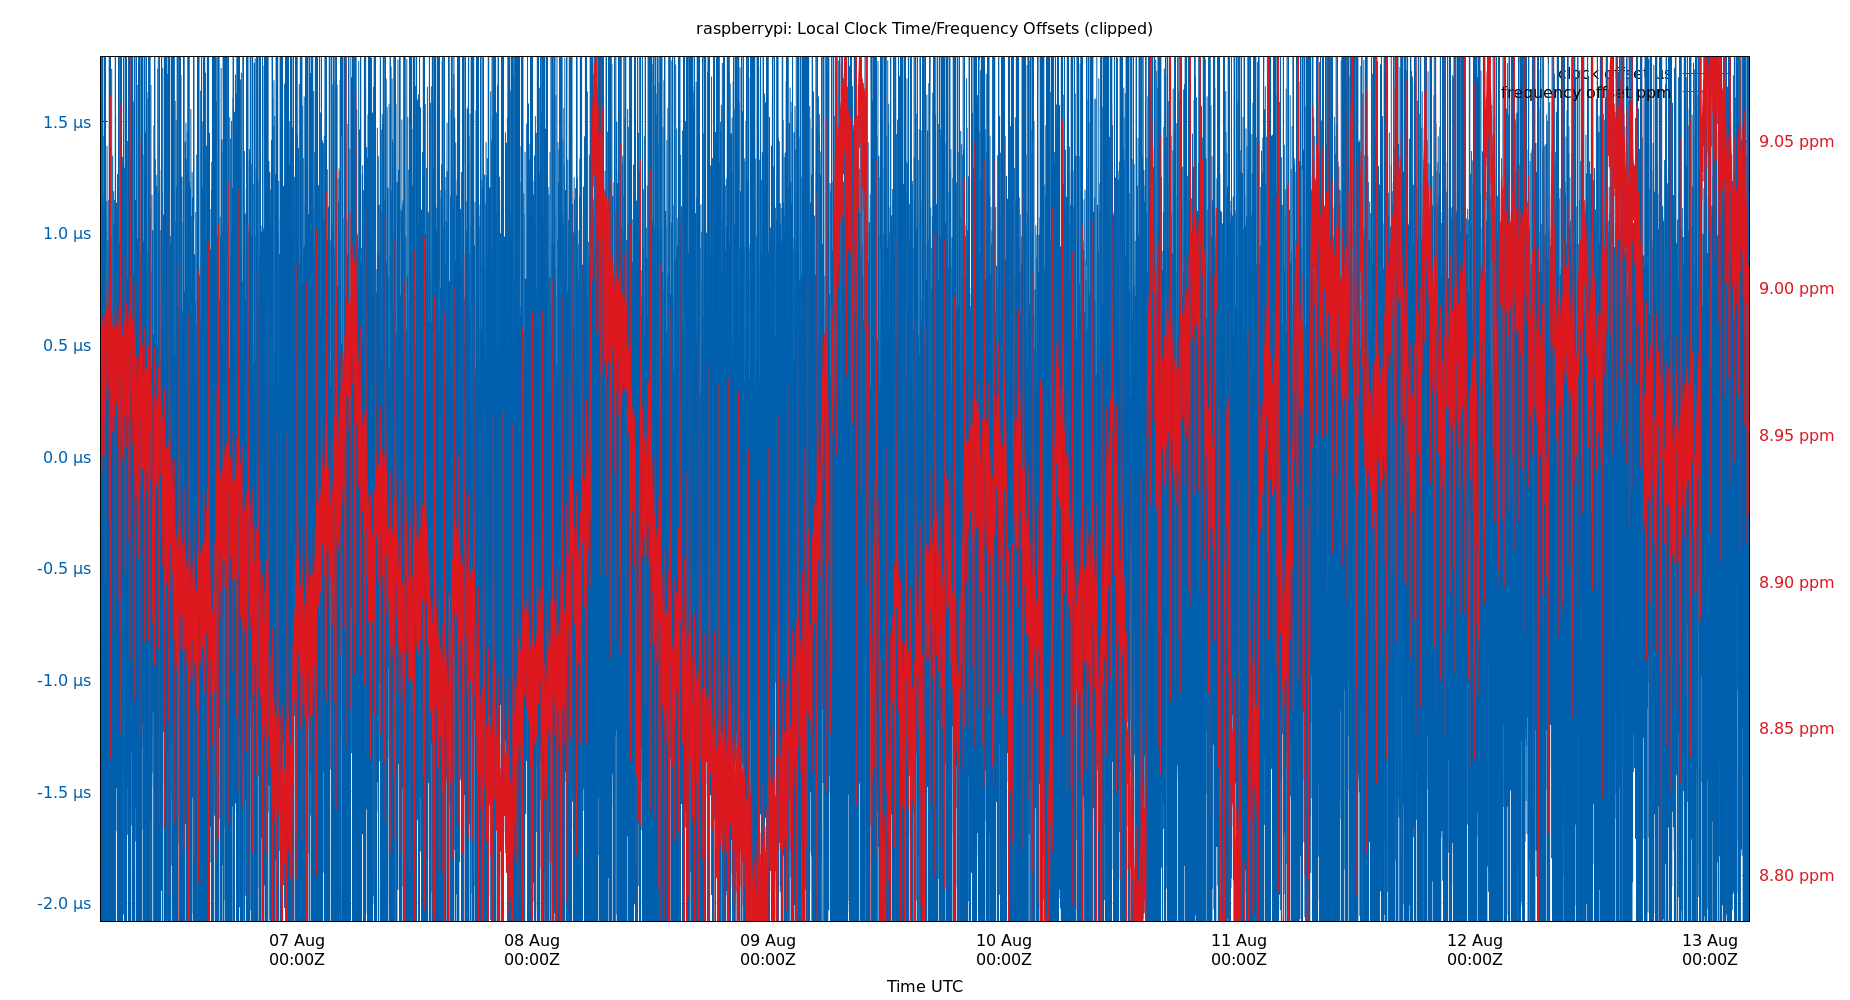 raspberrypi: Local Clock Time/Frequency Offsets (clipped)
clock offset µs
frequency offset ppm
1.5 µs
1.0 µs
0.5 µs
0.0 µs
-0.5 µs
-1.0 µs
-1.5 µs
-2.0 µs
9.05 ppm
9.00 ppm
8.95 ppm
8.90 ppm
8.85 ppm
8.80 ppm
07 Aug 08 Aug 09 Aug 10 Aug 11 Aug 12 Aug 13 Aug
00:00Z 00:00Z 00:00Z 00:00Z 00:00Z 00:00Z 00:00Z
Time UTC